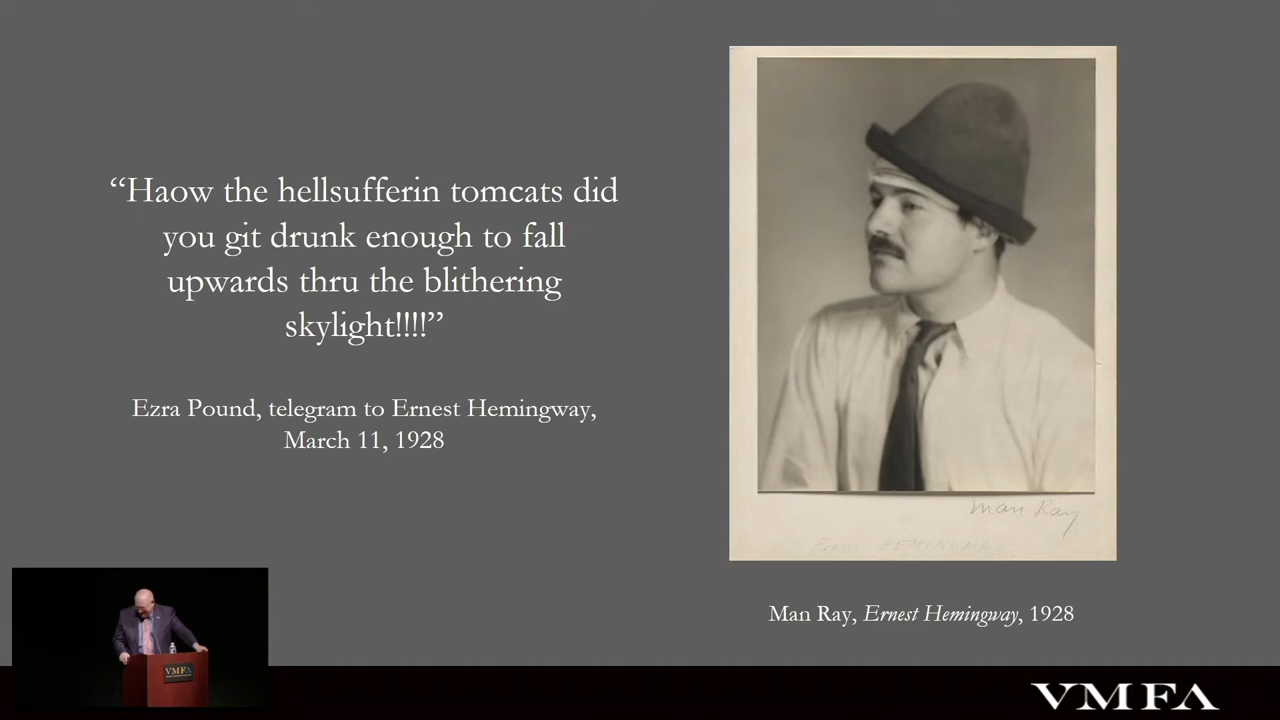 “Haow the hellsufferin tomcats did
you git drunk enough to fall
upwards thru the blithering
skylight!!!!”
Ezra Pound, telegram to Ernest Hemingway,
March 11, 1928
Man Ray
Man Ray, Ernest Hemingway, 1928
VMFA
VMFA